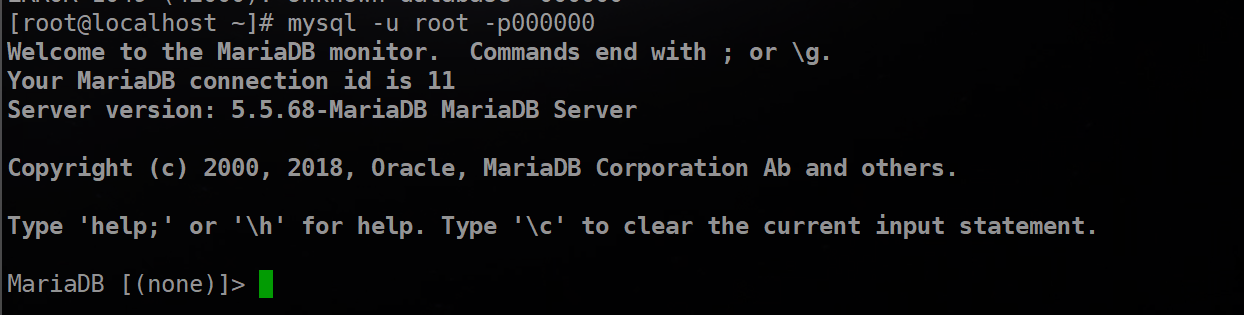 [root@localhost ~]# mysql -u root -p000000
Welcome to the MariaDB monitor.  Commands end with ; or \g.
Your MariaDB connection id is 11
Server version: 5.5.68-MariaDB MariaDB Server
Copyright (c) 2000, 2018, Oracle, MariaDB Corporation Ab and others.
Type 'help;' or '\h' for help. Type '\c' to clear the current input statement.
MariaDB [(none)]>